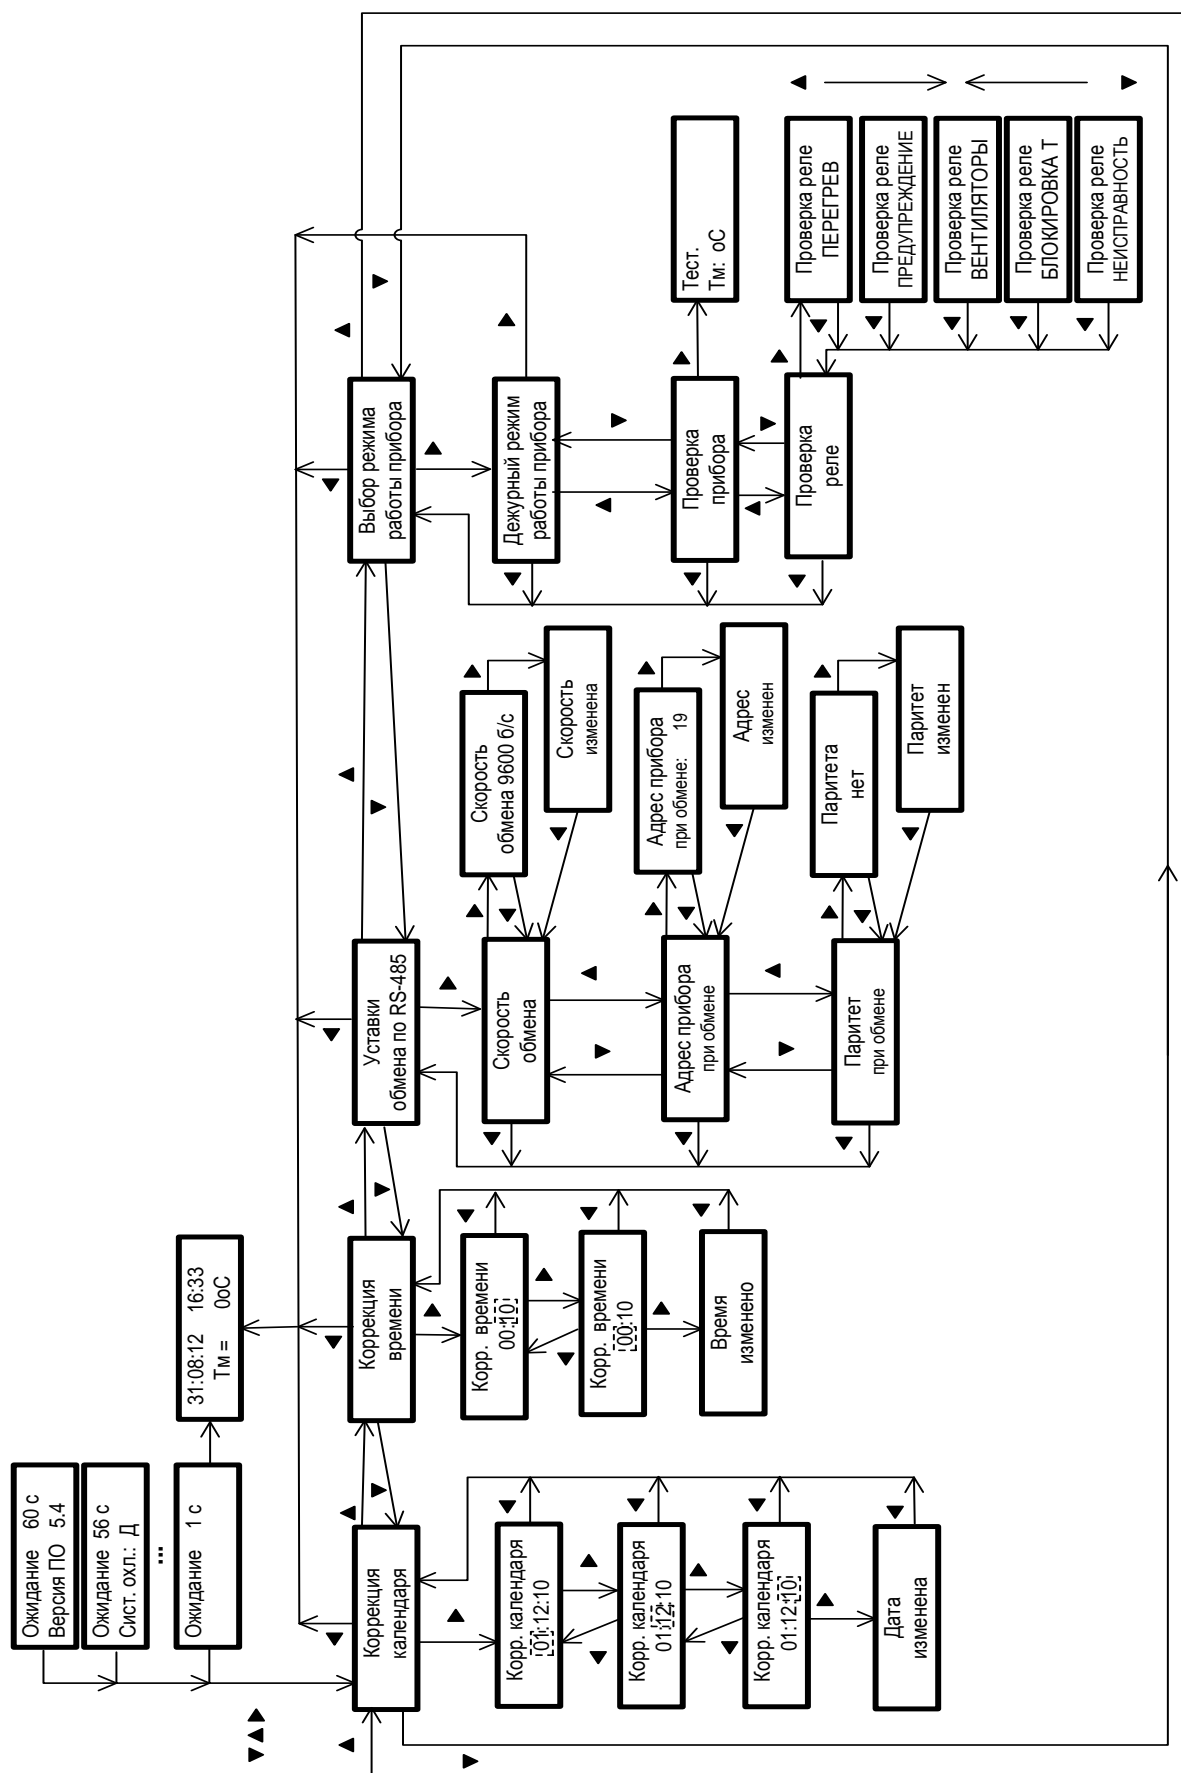 Ожидание 60 с
Версия ПО 5.4
Ожидание 56 с
Сист. охл.: Д
...
Ожидание 1 с
31:08:12 16:33
Тм = 0оС
Коррекция
календаря
Корр. календаря
01:12:10
Корр. календаря
01:12:10
Корр. календаря
01:12:10
Дата
изменена
Коррекция
времени
Корр. времени
00:10
Корр. времени
00:10
Время
изменено
Уставки
обмена по RS-485
Скорость
обмена
Скорость
обмена 9600 б/с
Скорость
изменена
Адрес прибора
при обмене
Адрес прибора
при обмене: 19
Адрес
изменен
Паритет
при обмене
Паритета
нет
Паритет
изменен
Выбор режима
работы прибора
Дежурный режим
работы прибора
Проверка
прибора
Тест.
Тм: оС
Проверка
реле
Проверка реле
ПЕРЕГРЕВ
Проверка реле
ПРЕДУПРЕЖДЕНИЕ
Проверка реле
ВЕНТИЛЯТОРЫ
Проверка реле
БЛОКИРОВКА Т
Проверка реле
НЕИСПРАВНОСТЬ